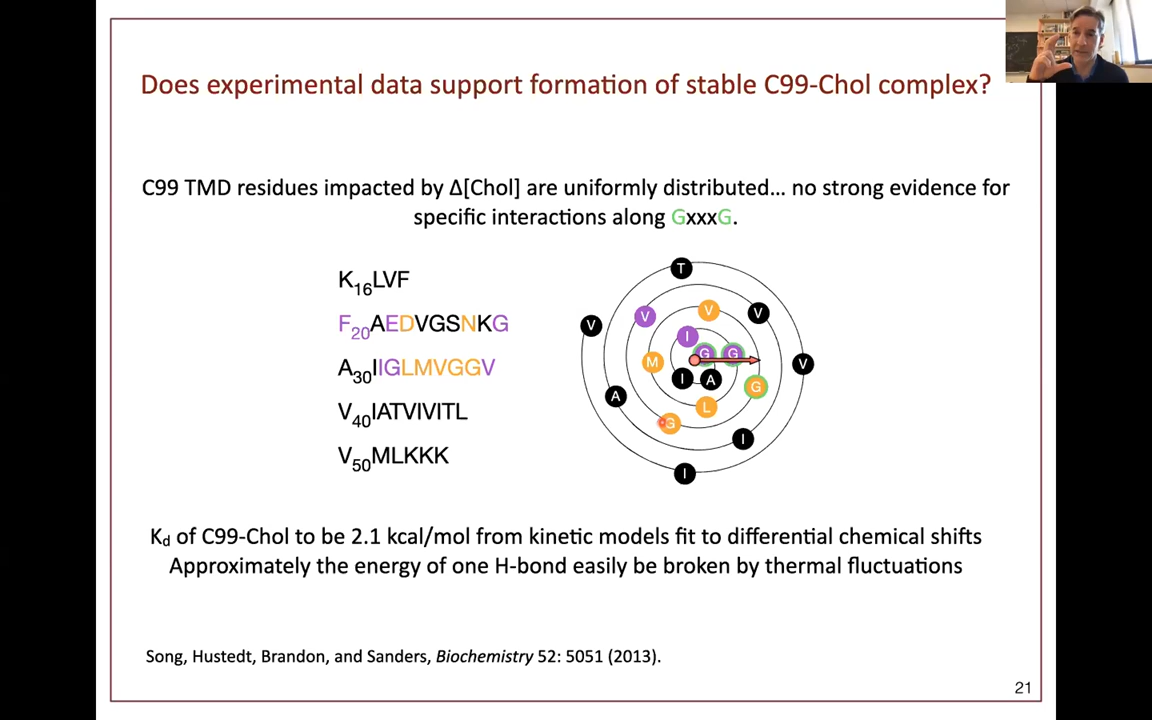 Does experimental data support formation of stable C99-Chol complex?
C99 TMD residues impacted by Δ[Chol] are uniformly distributed... no strong evidence for
specific interactions along GxxxG.
K16LVF
F20AEDVGSNKG
A30IIGLMVGGV
V40IATVIVITL
V50MLKKK
T
V
V
V
V
I
G
G
M
I
A
V
G
A
L
G
I
I
Kd of C99-Chol to be 2.1 kcal/mol from kinetic models fit to differential chemical shifts
Approximately the energy of one H-bond easily be broken by thermal fluctuations
Song, Hustedt, Brandon, and Sanders, Biochemistry 52: 5051 (2013).
21